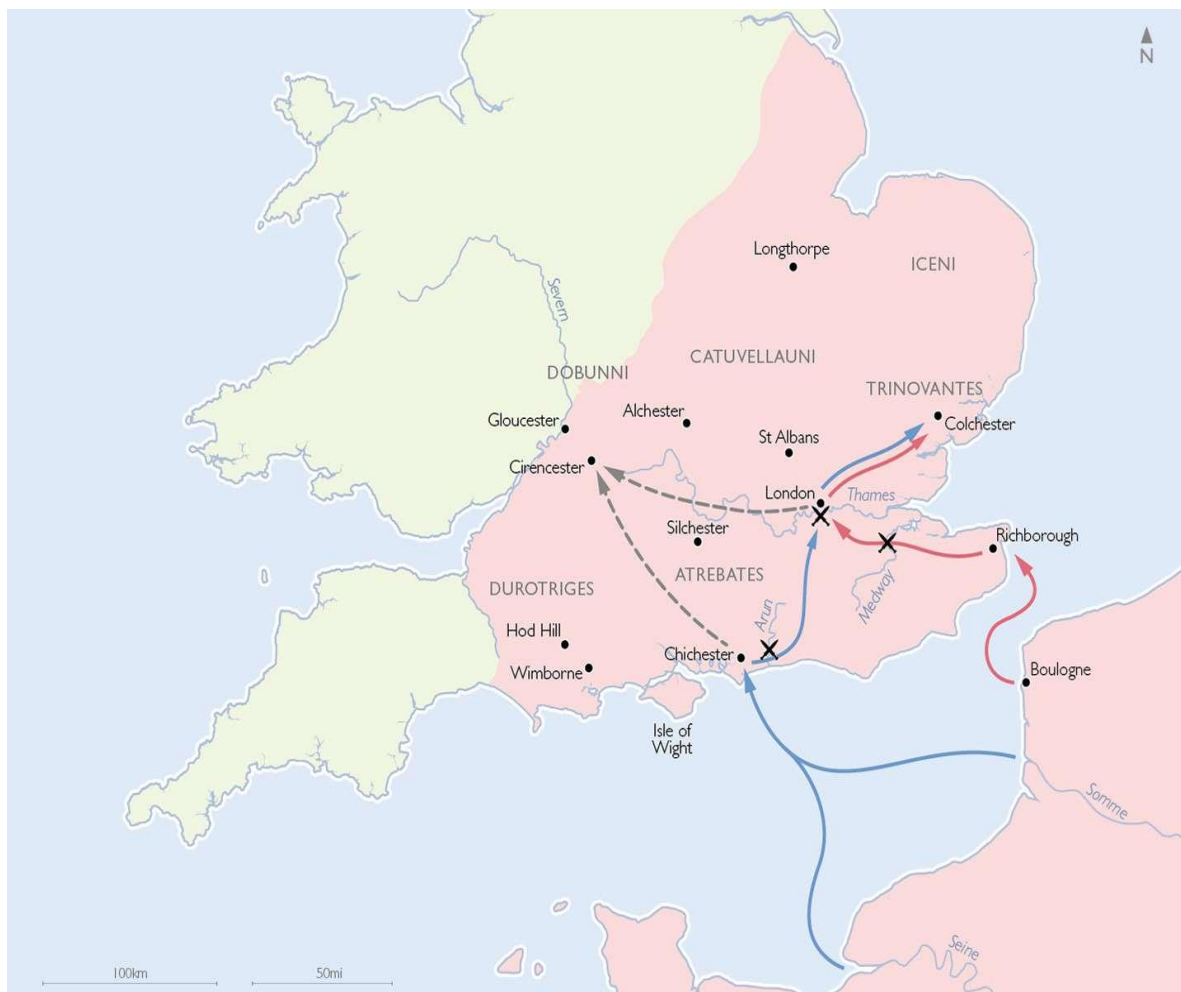 N
Longthorpe
ICENI
Severn
CATUVELLAUNI
DOBUNNI
TRINOVANTES
Gloucester
Alchester
Colchester
St Albans
Cirencester
London
Thames
Silchester
Richborough
ATREBATES
DUROTRIGES
Medway
Arun
Hod Hill
Chichester
Wimborne
Boulogne
Isle of
Wight
Somme
Seine
100km
50mi